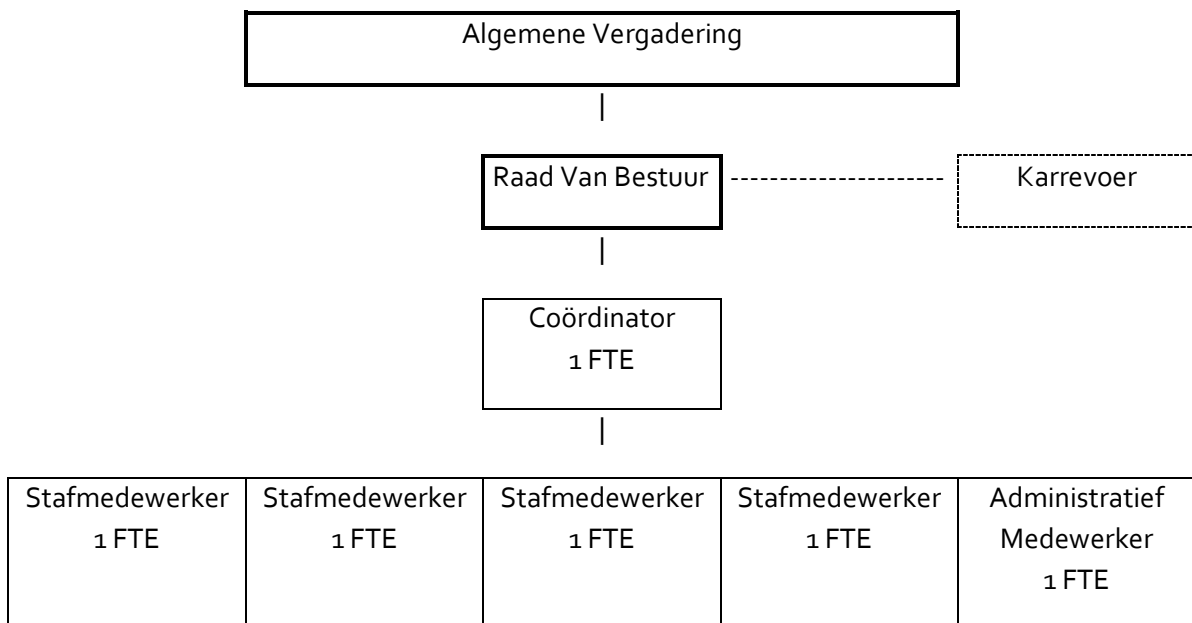 Algemene Vergadering
Raad Van Bestuur
Karrevoer
Coördinator
1 FTE
Stafmedewerker
1 FTE
Stafmedewerker
1 FTE
Stafmedewerker
1 FTE
Stafmedewerker
1 FTE
Administratief
Medewerker
1 FTE